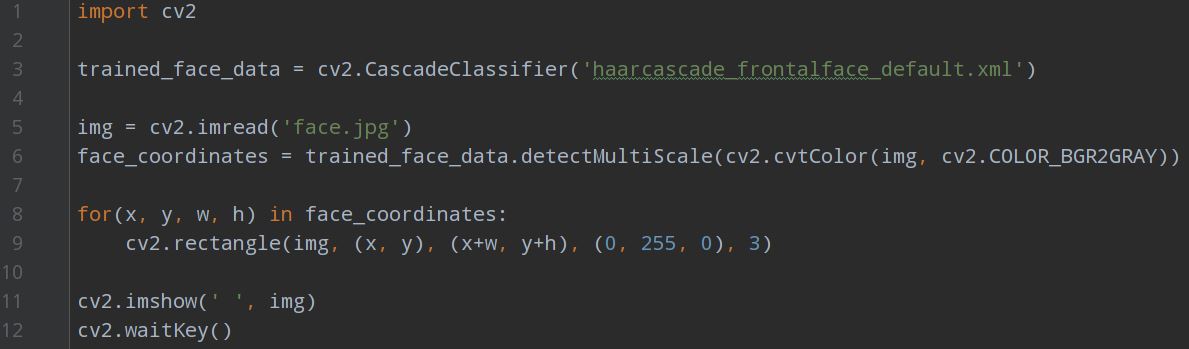 1 import cv2
2
3 trained_face_data = cv2.CascadeClassifier('haarcascade_frontalface_default.xml')
4
5 img = cv2.imread('face.jpg')
6 face_coordinates = trained_face_data.detectMultiScale(cv2.cvtColor(img, cv2.COLOR_BGR2GRAY))
7
8 for(x, y, w, h) in face_coordinates:
9     cv2.rectangle(img, (x, y), (x+w, y+h), (0, 255, 0), 3)
10
11 cv2.imshow(' ', img)
12 cv2.waitKey()